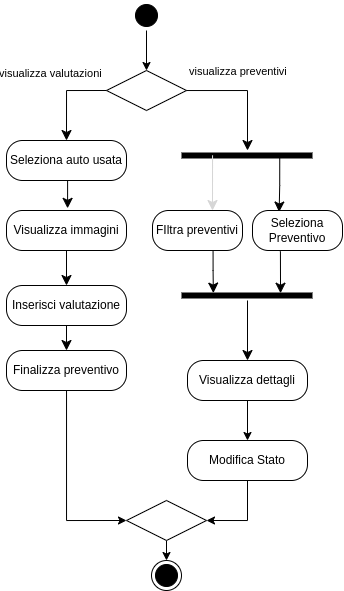 visualizza valutazioni
visualizza preventivi
Seleziona auto usata
Visualizza immagini
FIltra preventivi
Seleziona
Preventivo
Inserisci valutazione
Finalizza preventivo
Visualizza dettagli
Modifica Stato